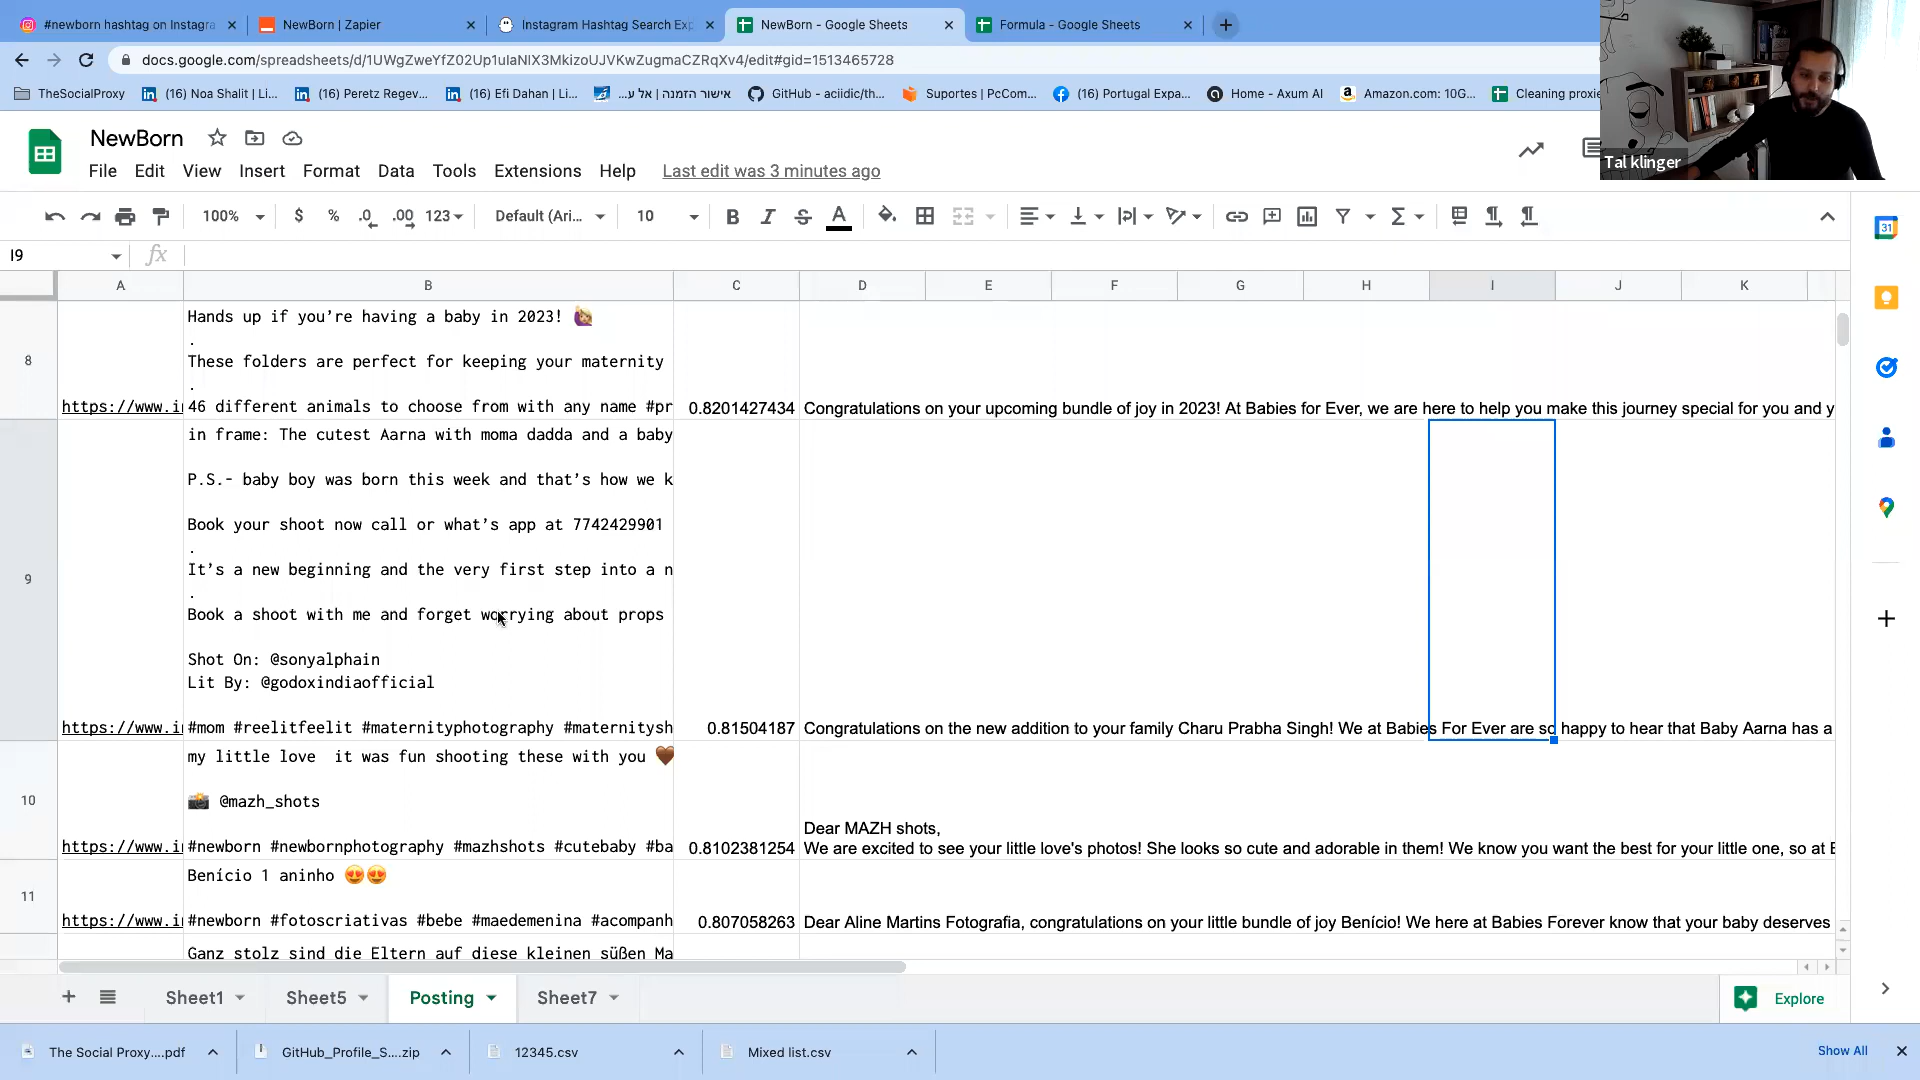 #newborn hashtag on Instagra
NewBorn | Zapier
Instagram Hashtag Search Exp
NewBorn - Google Sheets
Formula - Google Sheets
docs.google.com/spreadsheets/d/1UWgZweYfZ02Up1ulaNlX3MkizoUJVKwZugmaCZRqXv4/edit#gid=1513465728
TheSocialProxy
(16) Noa Shalit | Li...
(16) Peretz Regev...
(16) Efi Dahan | Li...
אישור הזמנה | אל ע...
GitHub - aciidic/th...
Suportes | PcCom...
(16) Portugal Expa...
Home - Axum AI
Amazon.com: 10G...
Cleaning proxie
Tal klinger
NewBorn
File Edit View Insert Format Data Tools Extensions Help Last edit was 3 minutes ago
100% $ % .0 .00 123 Default (Ari... 10 B I S A
I9 fx
A B C D E F G H I J K
Hands up if you’re having a baby in 2023! 🙋🏼
.
These folders are perfect for keeping your maternity
.
8
https://www.i 46 different animals to choose from with any name #pr 0.8201427434 Congratulations on your upcoming bundle of joy in 2023! At Babies for Ever, we are here to help you make this journey special for you and y
in frame: The cutest Aarna with moma dadda and a baby
P.S.- baby boy was born this week and that’s how we k
Book your shoot now call or what’s app at 7742429901
.
It’s a new beginning and the very first step into a n
9
.
Book a shoot with me and forget worrying about props
Shot On: @sonyalphain
Lit By: @godoxindiaofficial
https://www.i #mom #reelitfeelit #maternityphotography #maternitysh 0.81504187 Congratulations on the new addition to your family Charu Prabha Singh! We at Babies For Ever are so happy to hear that Baby Aarna has a
my little love  it was fun shooting these with you 🤎
10
📸 @mazh_shots
Dear MAZH shots,
https://www.i #newborn #newbornphotography #mazhshots #cutebaby #ba 0.8102381254 We are excited to see your little love's photos! She looks so cute and adorable in them! We know you want the best for your little one, so at E
Benício 1 aninho 😍😍
11
https://www.i #newborn #fotoscriativas #bebe #maedemenina #acompanh 0.807058263 Dear Aline Martins Fotografia, congratulations on your little bundle of joy Benício! We here at Babies Forever know that your baby deserves
Ganz stolz sind die Eltern auf diese kleinen süßen Ma
Sheet1 Sheet5 Posting Sheet7 Explore
The Social Proxy....pdf
GitHub_Profile_S....zip
12345.csv
Mixed list.csv
Show All
31